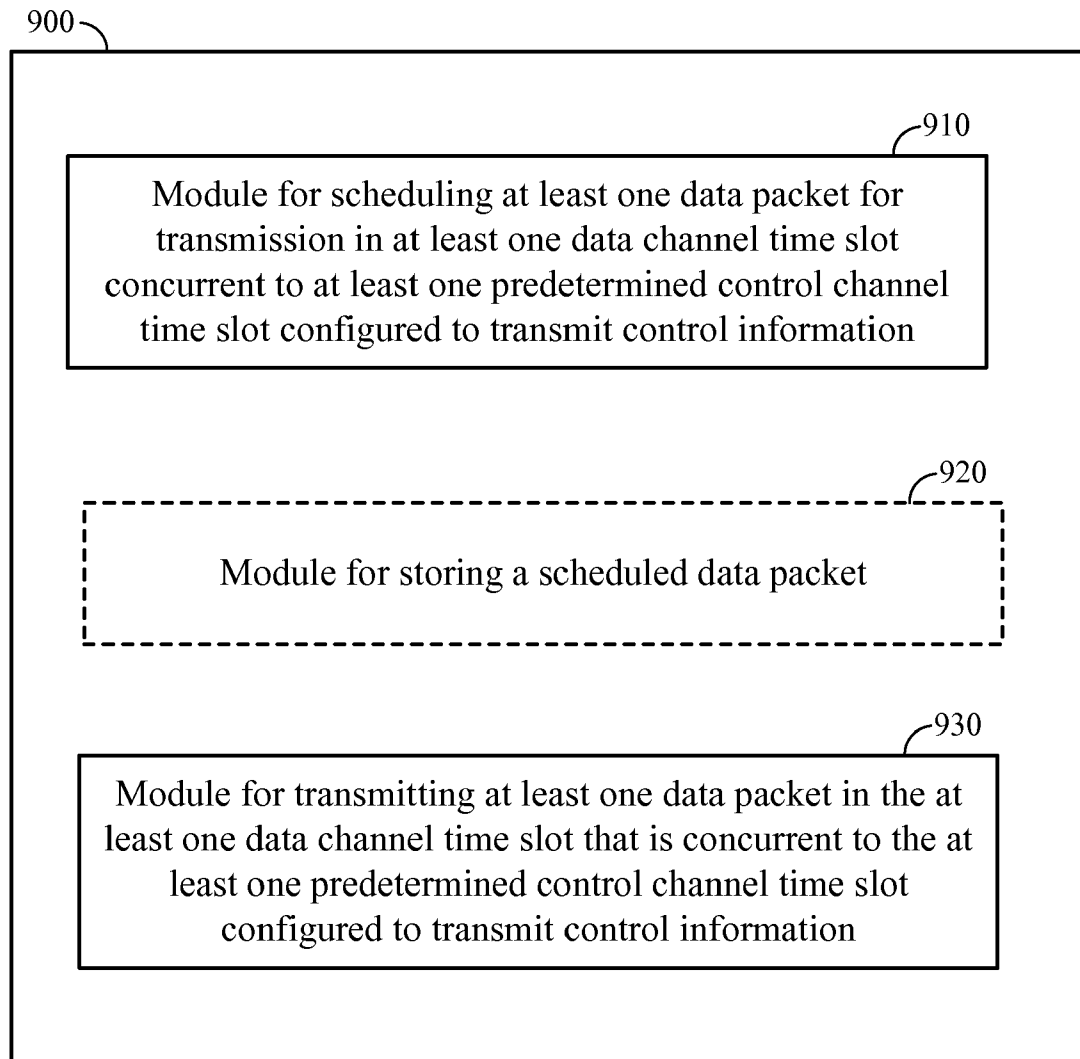 900
910
Module for scheduling at least one data packet for
transmission in at least one data channel time slot
concurrent to at least one predetermined control channel
time slot configured to transmit control information
920
Module for storing a scheduled data packet
930
Module for transmitting at least one data packet in the at
least one data channel time slot that is concurrent to the at
least one predetermined control channel time slot
configured to transmit control information